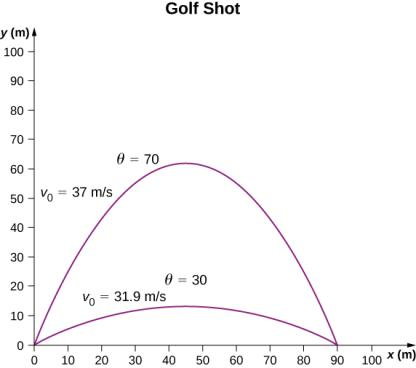 Golf Shot
y (m)
100
90
80
70
60
50
40
30
20
10
0
θ = 70
v₀ = 37 m/s
θ = 30
v₀ = 31.9 m/s
0 10 20 30 40 50 60 70 80 90 100 x (m)